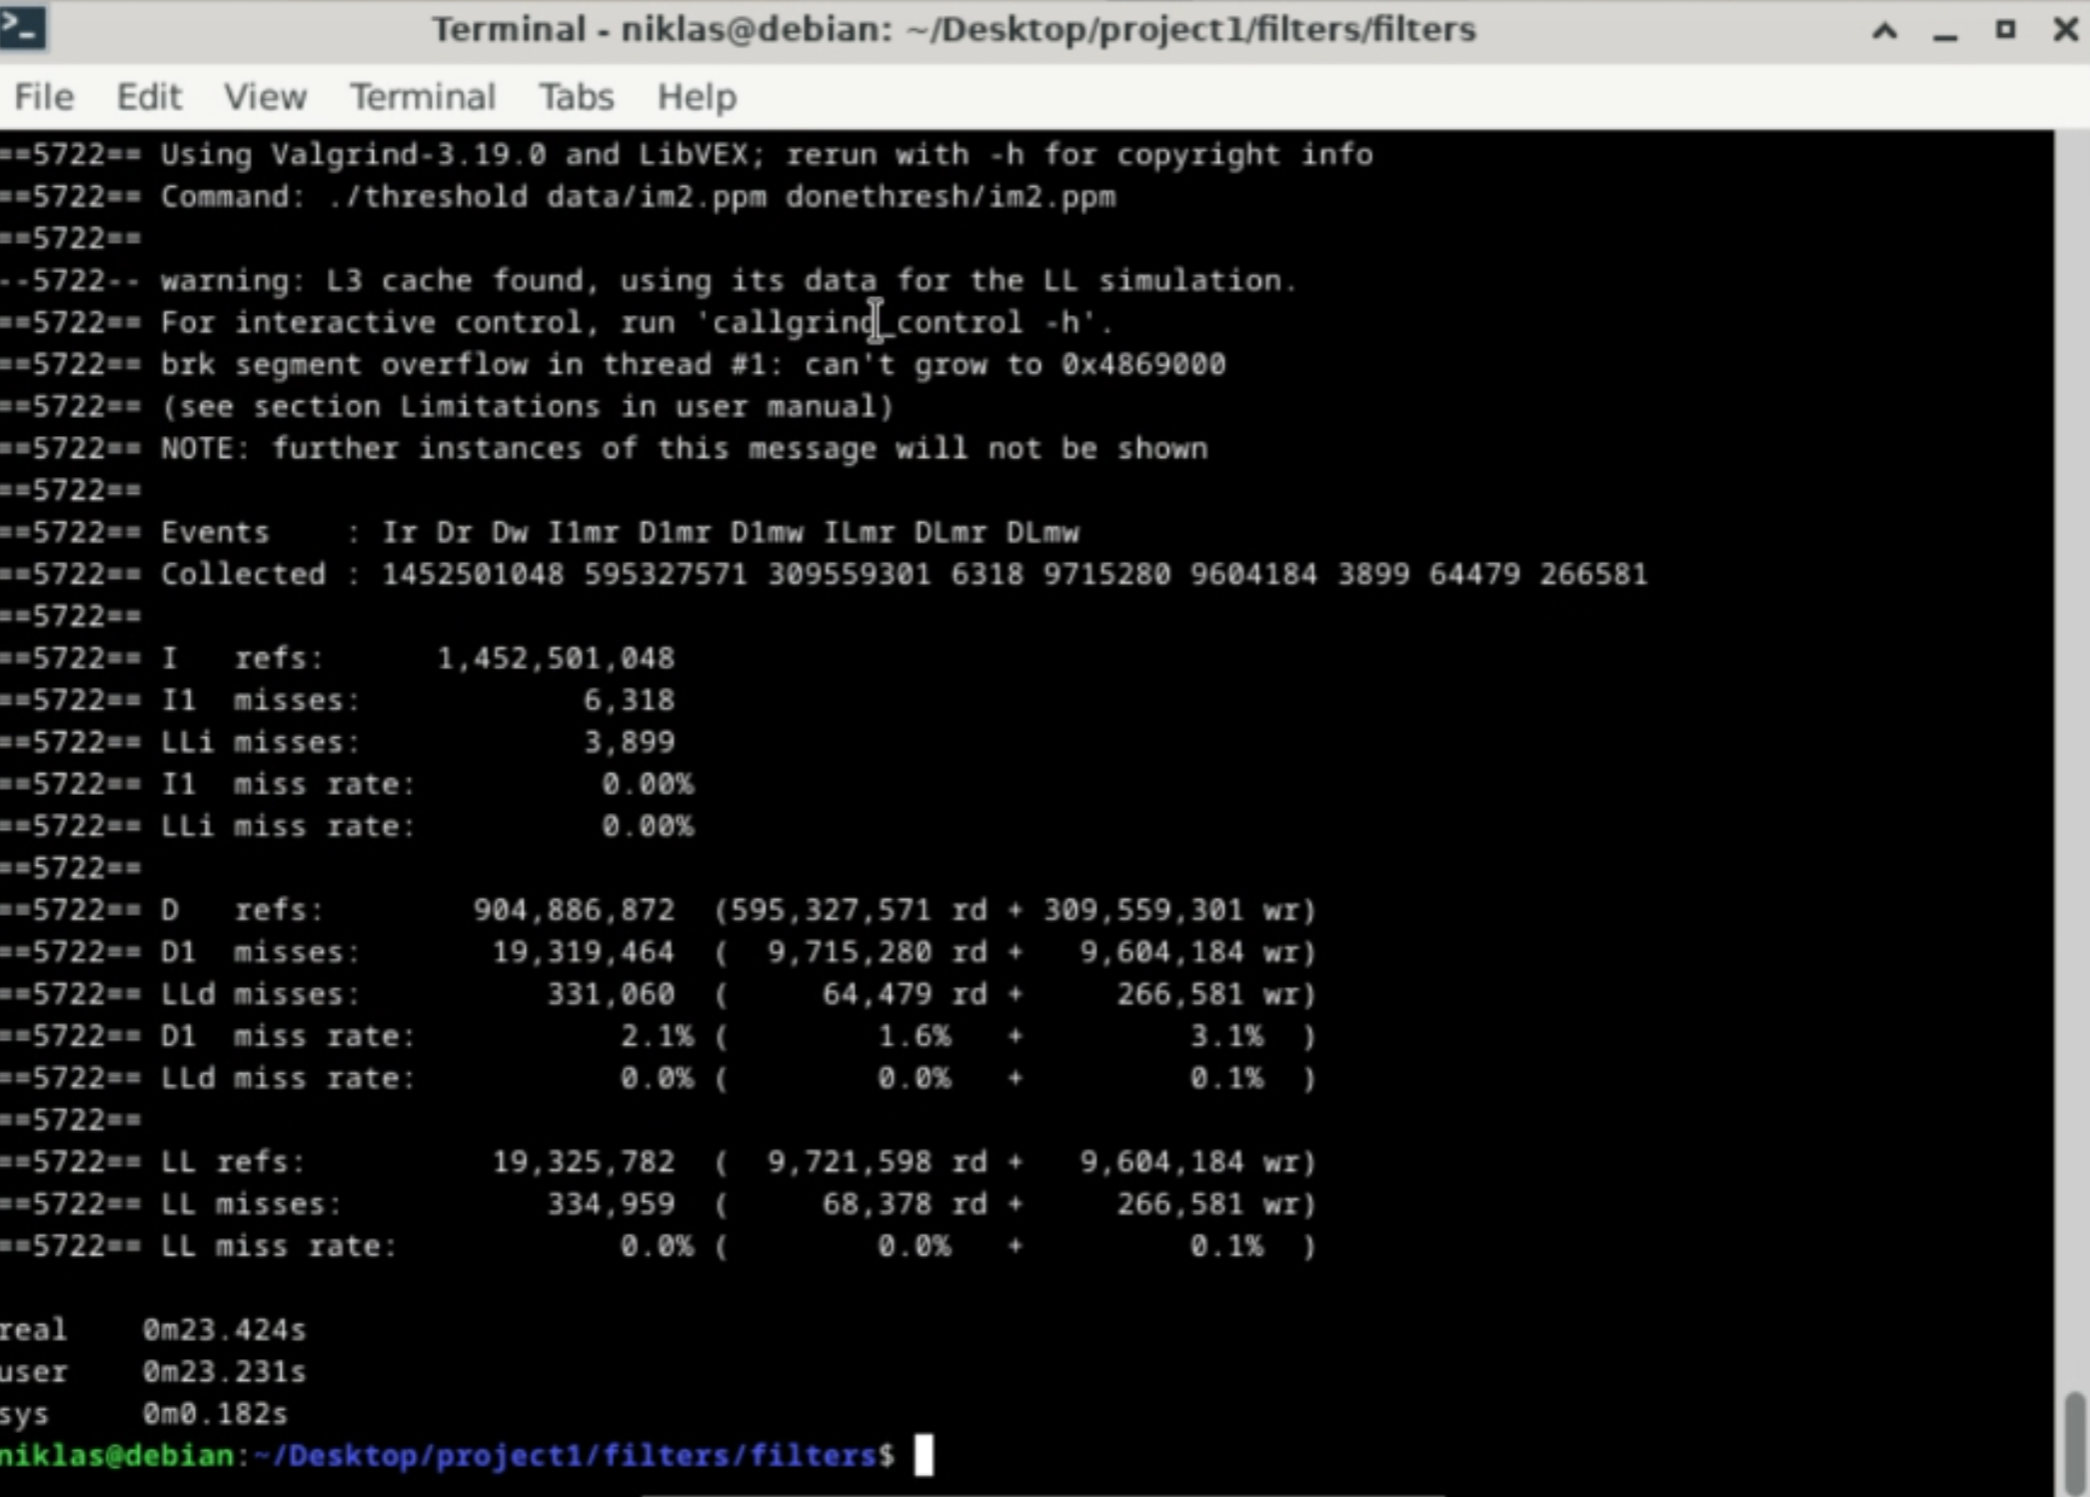 Terminal - niklas@debian: ~/Desktop/project1/filters/filters
File Edit View Terminal Tabs Help
==5722== Using Valgrind-3.19.0 and LibVEX; rerun with -h for copyright info
==5722== Command: ./threshold data/im2.ppm donethresh/im2.ppm
==5722==
--5722-- warning: L3 cache found, using its data for the LL simulation.
==5722== For interactive control, run 'callgrind_control -h'.
==5722== brk segment overflow in thread #1: can't grow to 0x4869000
==5722== (see section Limitations in user manual)
==5722== NOTE: further instances of this message will not be shown
==5722==
==5722== Events    : Ir Dr Dw I1mr D1mr D1mw ILmr DLmr DLmw
==5722== Collected : 1452501048 595327571 309559301 6318 9715280 9604184 3899 64479 266581
==5722==
==5722== I   refs:      1,452,501,048
==5722== I1  misses:            6,318
==5722== LLi misses:            3,899
==5722== I1  miss rate:          0.00%
==5722== LLi miss rate:          0.00%
==5722==
==5722== D   refs:        904,886,872  (595,327,571 rd + 309,559,301 wr)
==5722== D1  misses:       19,319,464  (  9,715,280 rd +   9,604,184 wr)
==5722== LLd misses:          331,060  (     64,479 rd +     266,581 wr)
==5722== D1  miss rate:           2.1% (        1.6%   +         3.1%  )
==5722== LLd miss rate:           0.0% (        0.0%   +         0.1%  )
==5722==
==5722== LL refs:          19,325,782  (  9,721,598 rd +   9,604,184 wr)
==5722== LL misses:           334,959  (     68,378 rd +     266,581 wr)
==5722== LL miss rate:            0.0% (        0.0%   +         0.1%  )
real    0m23.424s
user    0m23.231s
sys     0m0.182s
niklas@debian:~/Desktop/project1/filters/filters$